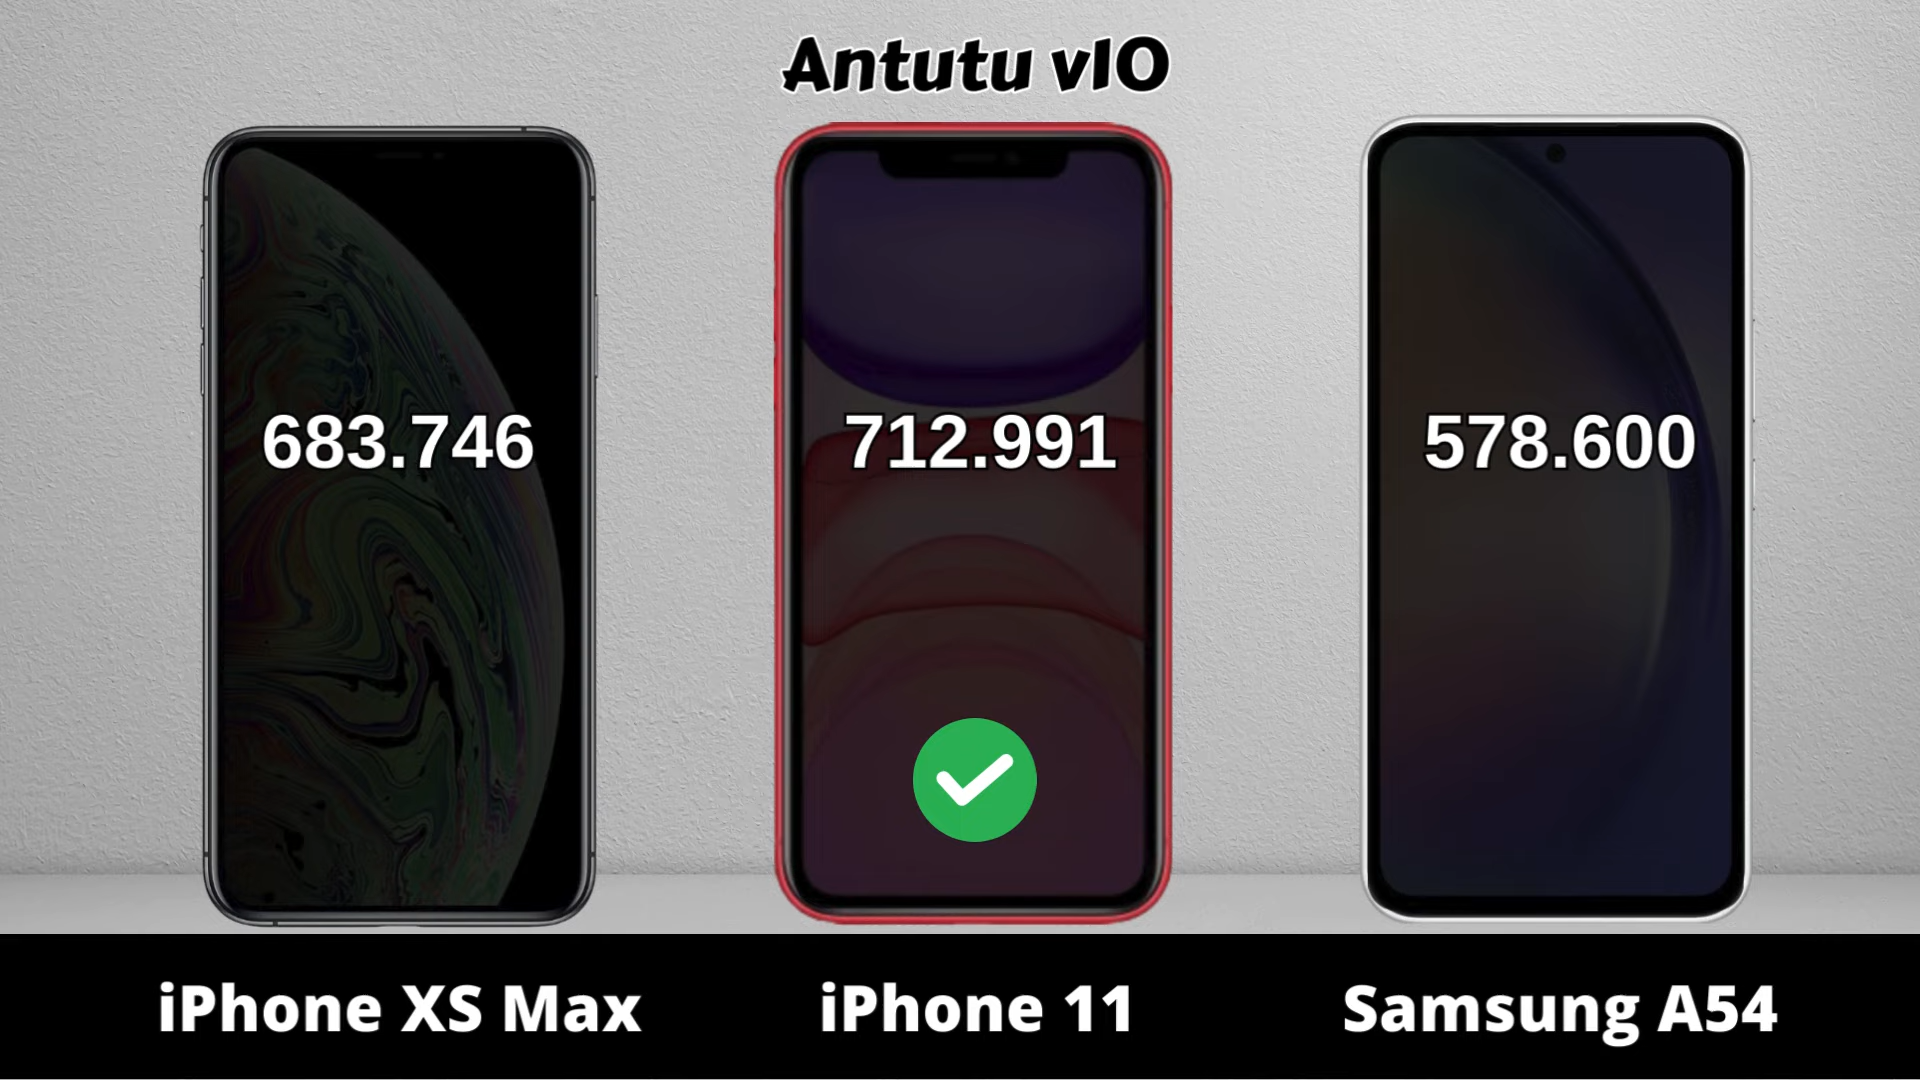 Antutu v10
683.746
712.991
578.600
iPhone XS Max
iPhone 11
Samsung A54